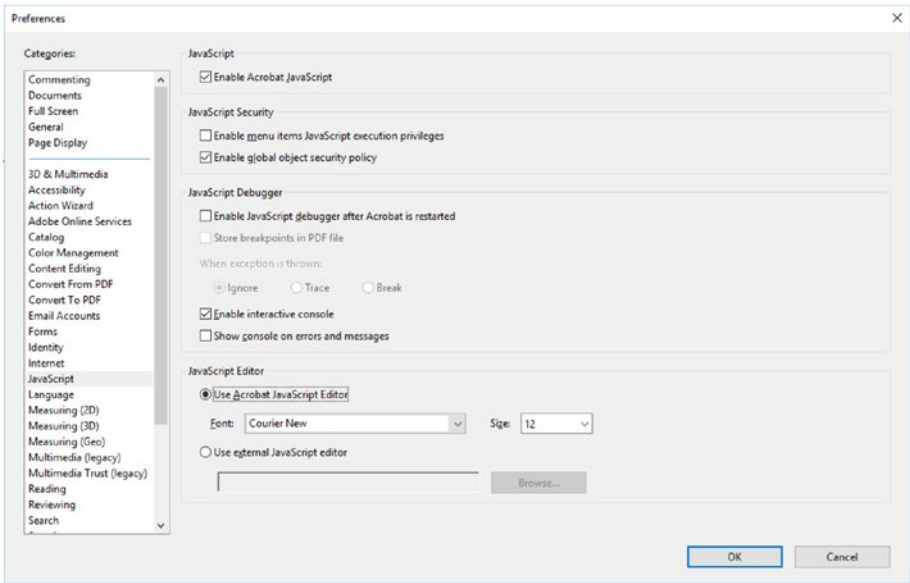 Preferences
Categories:
Commenting
Documents
Full Screen
General
Page Display
3D & Multimedia
Accessibility
Action Wizard
Adobe Online Services
Catalog
Color Management
Content Editing
Convert From PDF
Convert To PDF
Email Accounts
Forms
Identity
Internet
JavaScript
Language
Measuring (2D)
Measuring (3D)
Measuring (Geo)
Multimedia (legacy)
Multimedia Trust (legacy)
Reading
Reviewing
Search
JavaScript
Enable Acrobat JavaScript
JavaScript Security
Enable menu items JavaScript execution privileges
Enable global object security policy
JavaScript Debugger
Enable JavaScript debugger after Acrobat is restarted
Store breakpoints in PDF file
When exception is thrown:
Ignore Trace Break
Enable interactive console
Show console on errors and messages
JavaScript Editor
Use Acrobat JavaScript Editor
Font: Courier New Size: 12
Use external JavaScript editor
Browse...
OK Cancel